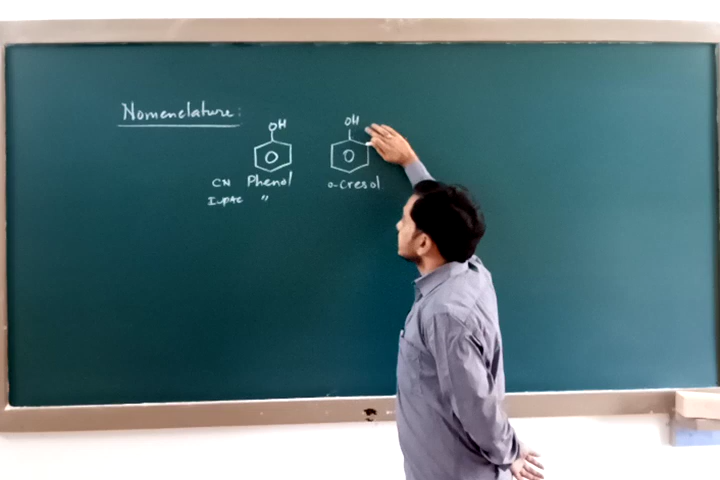 Nomenclature:
OH OH
CN Phenol o-cresol
IUPAC "